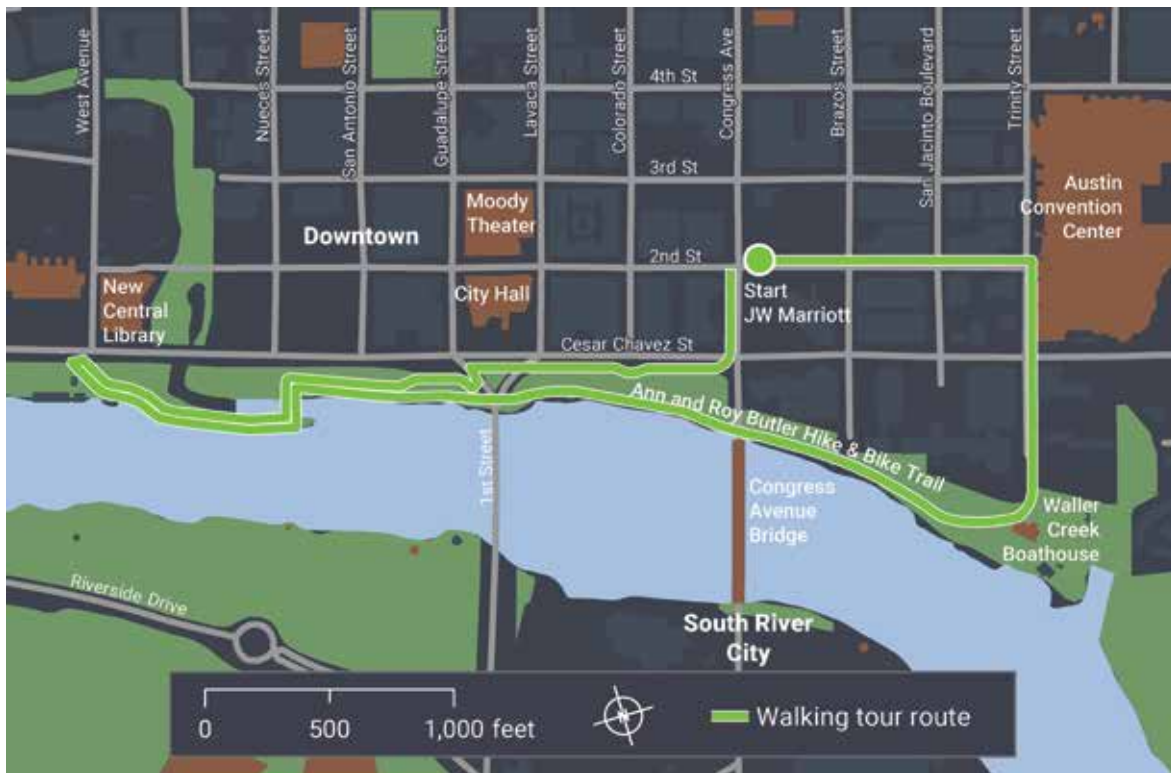 West Avenue
Nueces Street
San Antonio Street
Guadalupe Street
Lavaca Street
Colorado Street
Congress Ave
Brazos Street
San Jacinto Boulevard
Trinity Street
4th St
3rd St
Austin
Convention
Center
Moody
Theater
Downtown
2nd St
New
Central
Library
City Hall
Start
JW Marriott
Cesar Chavez St
Ann and Roy Butler Hike & Bike Trail
1st Street
Congress
Avenue
Bridge
Waller
Creek
Boathouse
Riverside Drive
South River
City
0
500
1,000 feet
N
Walking tour route